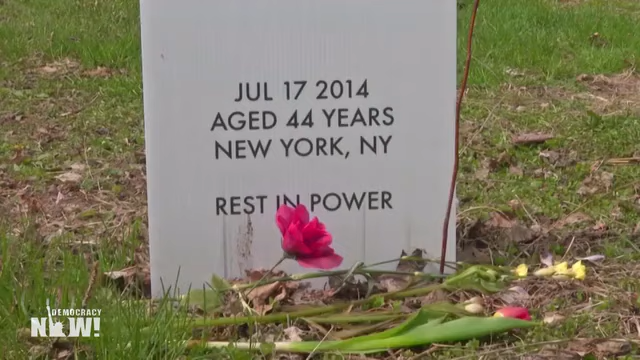 JUL 17 2014
AGED 44 YEARS
NEW YORK, NY
REST IN POWER
DEMOCRACY
NOW!